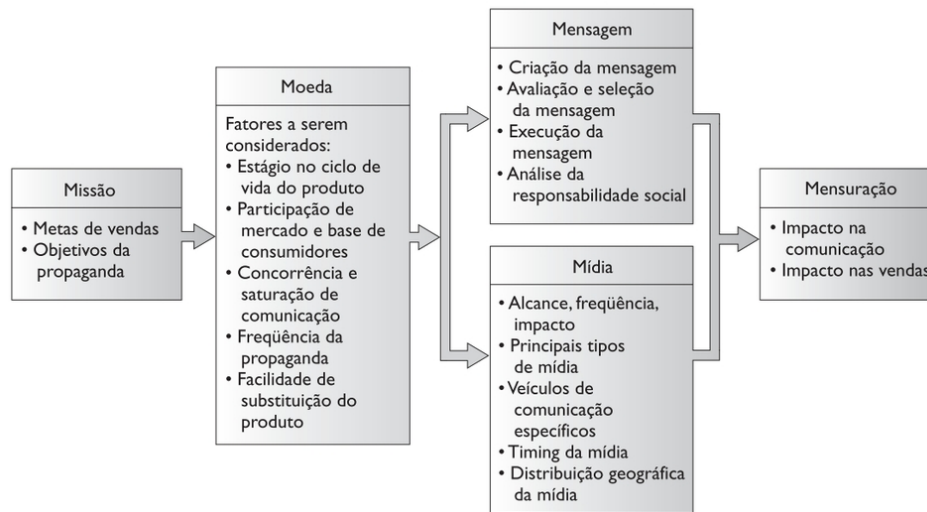 Missão
• Metas de vendas
• Objetivos da
propaganda
Moeda
Fatores a serem
considerados:
• Estágio no ciclo de
vida do produto
• Participação de
mercado e base de
consumidores
• Concorrência e
saturação de
comunicação
• Freqüência da
propaganda
• Facilidade de
substituição do
produto
Mensagem
• Criação da mensagem
• Avaliação e seleção
da mensagem
• Execução da
mensagem
• Análise da
responsabilidade social
Mídia
• Alcance, freqüência,
impacto
• Principais tipos
de mídia
• Veículos de
comunicação
específicos
• Timing da mídia
• Distribuição geográfica
da mídia
Mensuração
• Impacto na
comunicação
• Impacto nas vendas